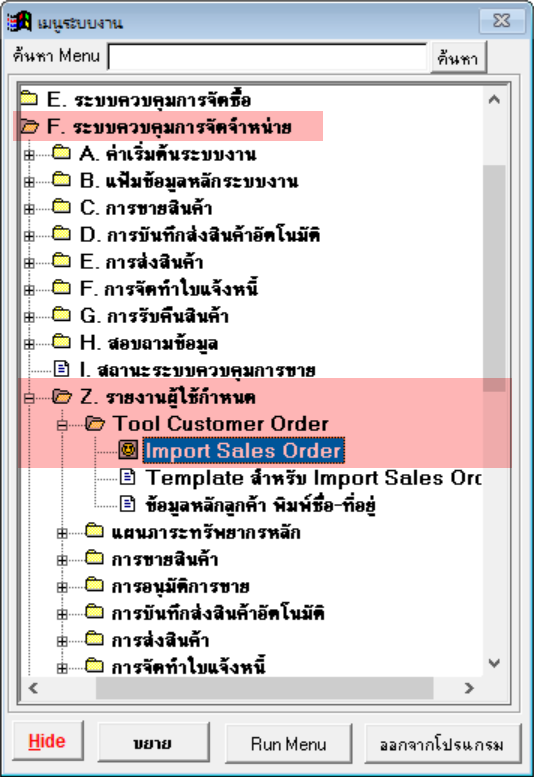 เมนูระบบงาน
ค้นหา Menu ค้นหา
E. ระบบควบคุมการจัดซื้อ
F. ระบบควบคุมการจัดจำหน่าย
A. ค่าเริ่มต้นระบบงาน
B. แฟ้มข้อมูลหลักระบบงาน
C. การขายสินค้า
D. การบันทึกส่งสินค้าอัตโนมัติ
E. การส่งสินค้า
F. การจัดทำใบแจ้งหนี้
G. การรับคืนสินค้า
H. สอบถามข้อมูล
I. สถานะระบบควบคุมการขาย
Z. รายงานผู้ใช้กำหนด
Tool Customer Order
Import Sales Order
Template สำหรับ Import Sales Orc
ข้อมูลหลักลูกค้า พิมพ์ชื่อ-ที่อยู่
แผนภาระทรัพยากรหลัก
การขายสินค้า
การอนุมัติการขาย
การบันทึกส่งสินค้าอัตโนมัติ
การส่งสินค้า
การจัดทำใบแจ้งหนี้
Hide ขยาย Run Menu ออกจากโปรแกรม